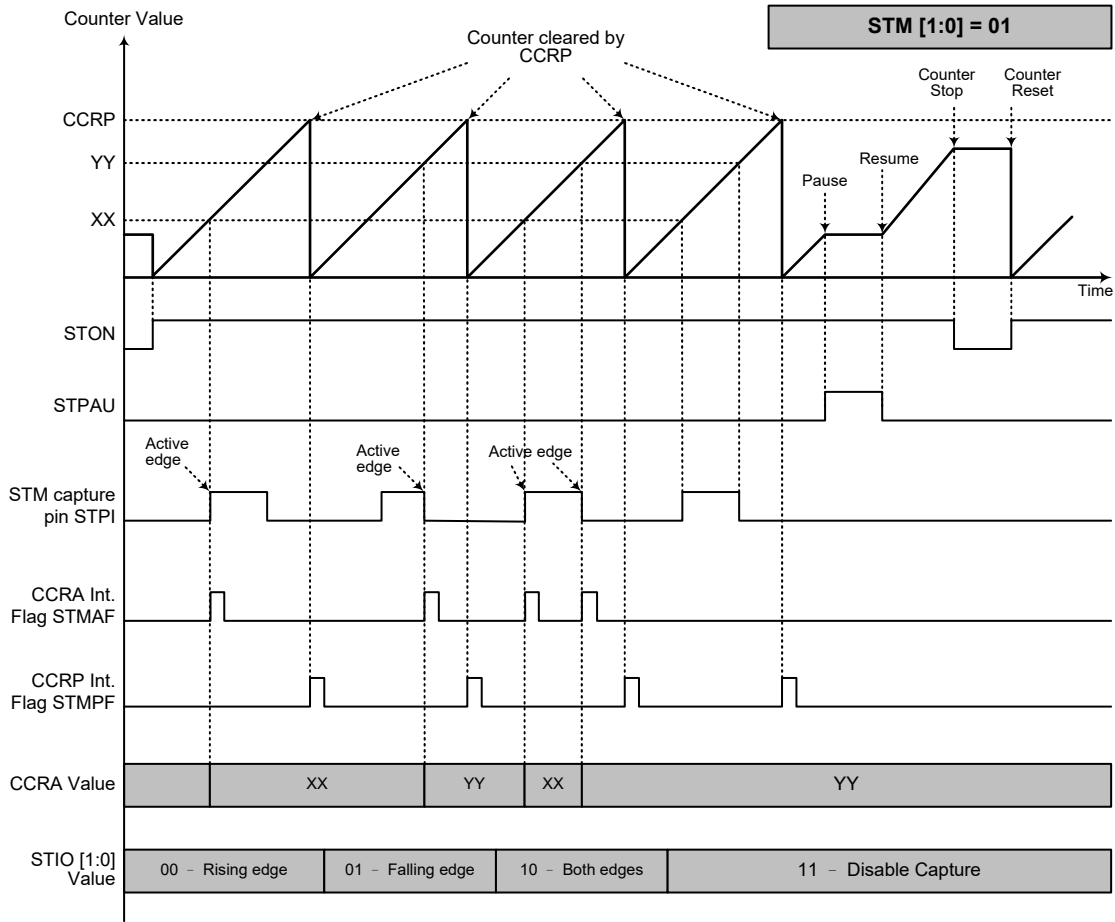 Counter Value
STM [1:0] = 01
Counter cleared by
CCRP
Counter
Stop
Counter
Reset
CCRP
YY
Resume
Pause
XX
Time
STON
STPAU
Active
edge
Active
edge
Active edge
STM capture
pin STPI
CCRA Int.
Flag STMAF
CCRP Int.
Flag STMPF
CCRA Value
XX
YY
XX
YY
STIO [1:0]
Value
00 – Rising edge
01 – Falling edge
10 – Both edges
11 – Disable Capture